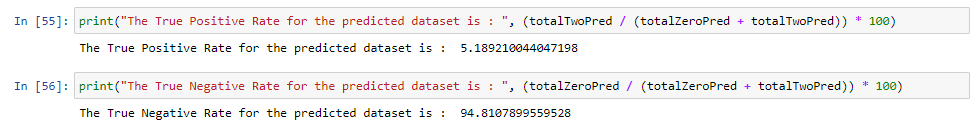 In [55]: print("The True Positive Rate for the predicted dataset is : ", (totalTwoPred / (totalZeroPred + totalTwoPred)) * 100)
The True Positive Rate for the predicted dataset is :  5.189210044047198
In [56]: print("The True Negative Rate for the predicted dataset is : ", (totalZeroPred / (totalZeroPred + totalTwoPred)) * 100)
The True Negative Rate for the predicted dataset is :  94.8107899559528